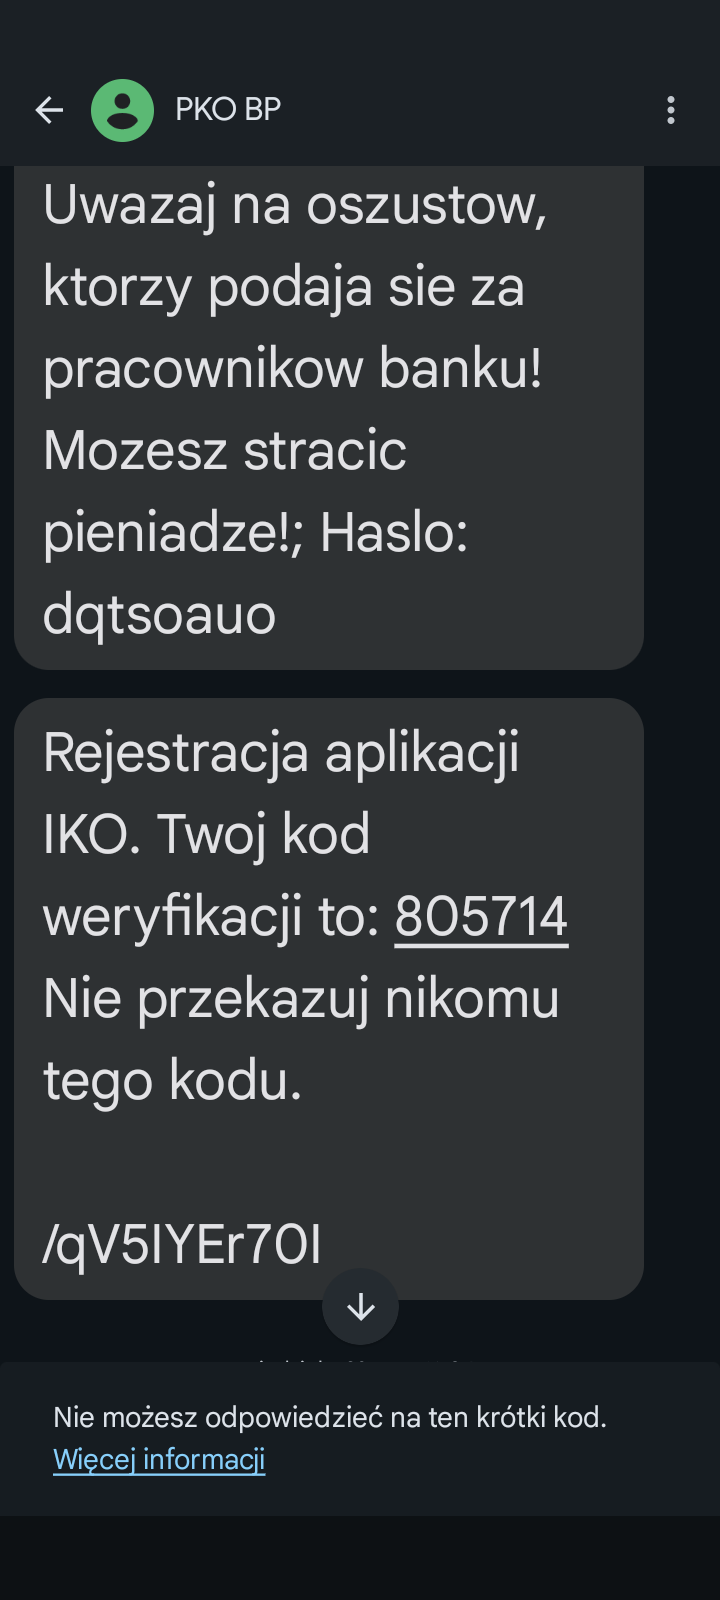 PKO BP
Uwazaj na oszustow,
ktorzy podaja sie za
pracownikow banku!
Mozesz stracic
pieniadze!; Haslo:
dqtsoauo
Rejestracja aplikacji
IKO. Twoj kod
weryfikacji to: 805714
Nie przekazuj nikomu
tego kodu.
/qV5IYEr70I
Nie możesz odpowiedzieć na ten krótki kod.
Więcej informacji